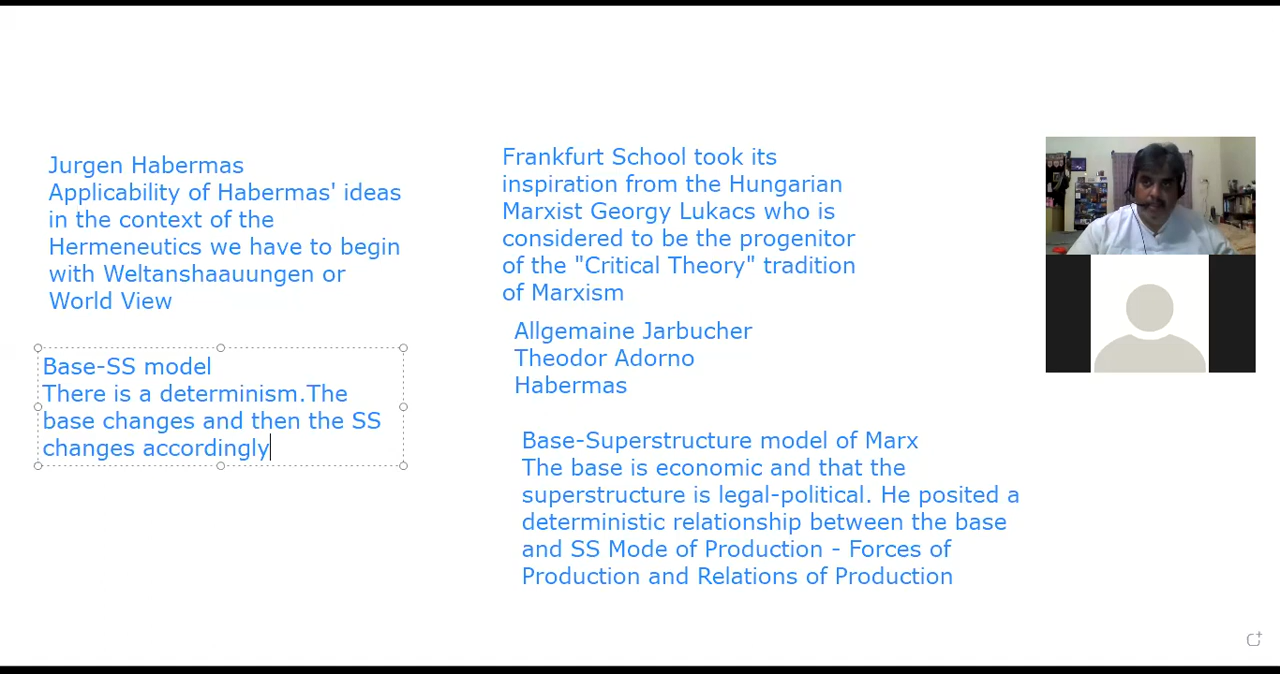 Jurgen Habermas
Applicability of Habermas' ideas
in the context of the
Hermeneutics we have to begin
with Weltanshaauungen or
World View
Base-SS model
There is a determinism.The
base changes and then the SS
changes accordingly
Frankfurt School took its
inspiration from the Hungarian
Marxist Georgy Lukacs who is
considered to be the progenitor
of the "Critical Theory" tradition
of Marxism
Allgemaine Jarbucher
Theodor Adorno
Habermas
Base-Superstructure model of Marx
The base is economic and that the
superstructure is legal-political. He posited a
deterministic relationship between the base
and SS Mode of Production - Forces of
Production and Relations of Production